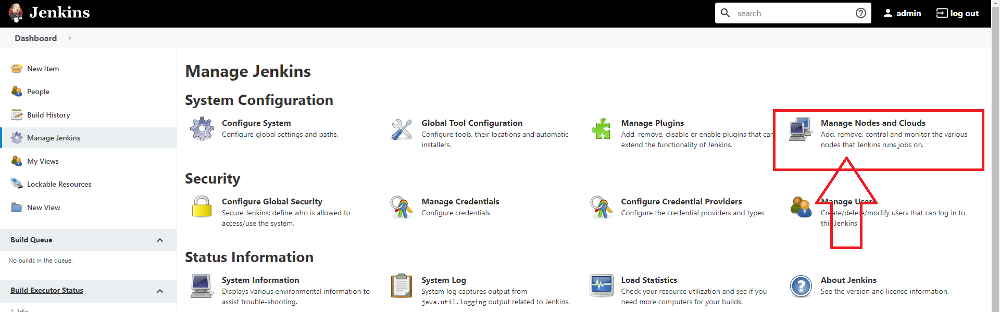 Jenkins
search
admin
log out
Dashboard
New Item
People
Build History
Manage Jenkins
My Views
Lockable Resources
New View
Build Queue
No builds in the queue.
Build Executor Status
1 Idle
Manage Jenkins
System Configuration
Configure System
Configure global settings and paths.
Global Tool Configuration
Configure tools, their locations and automatic
installers.
Manage Plugins
Add, remove, disable or enable plugins that can
extend the functionality of Jenkins.
Manage Nodes and Clouds
Add, remove, control and monitor the various
nodes that Jenkins runs jobs on.
Security
Configure Global Security
Secure Jenkins; define who is allowed to
access/use the system.
Manage Credentials
Configure credentials
Configure Credential Providers
Configure the credential providers and types
Manage Users
Create/delete/modify users that can log in to
this Jenkins
Status Information
System Information
Displays various environmental information to
assist trouble-shooting.
System Log
System log captures output from
java.util.logging output related to Jenkins.
Load Statistics
Check your resource utilization and see if you
need more computers for your builds.
About Jenkins
See the version and license information.